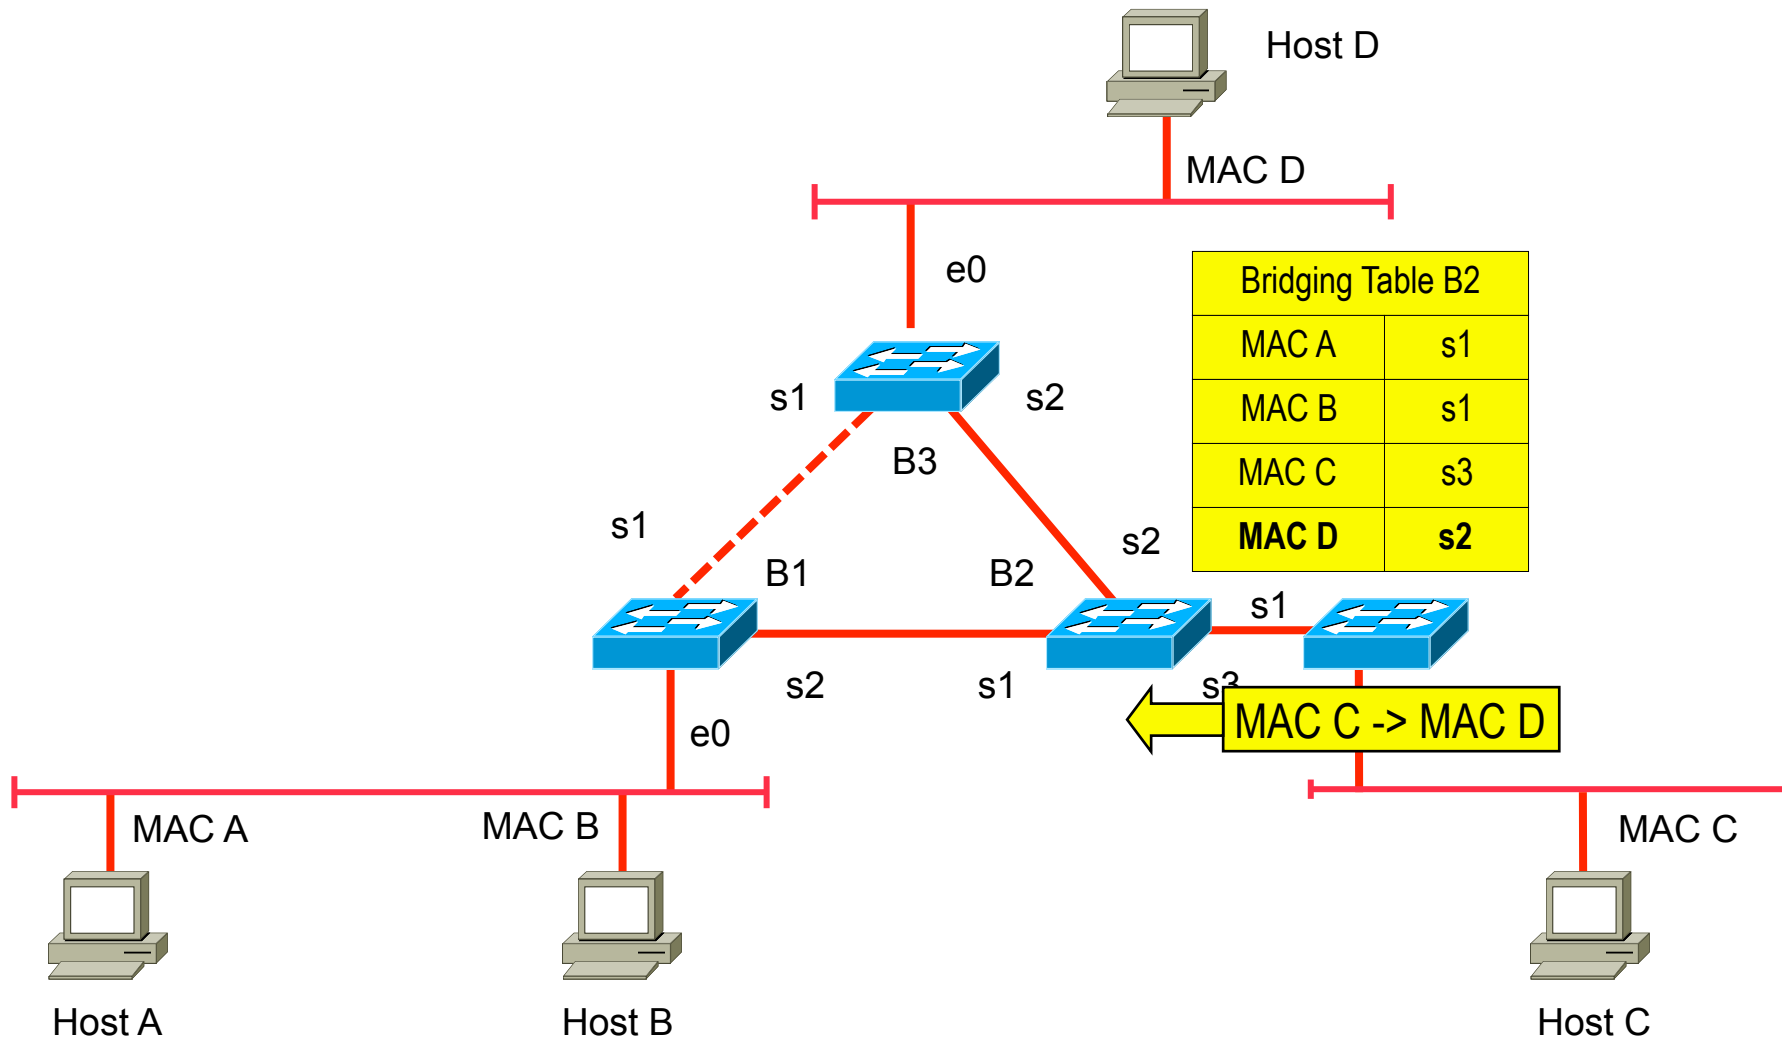 Host D
MAC D
e0
Bridging Table B2
MAC A s1
MAC B s1
MAC C s3
MAC D s2
s1 s2
B3
s1
s2
B1 B2
s1
s2 s1 s3
MAC C -> MAC D
e0
MAC A MAC B MAC C
Host A Host B Host C